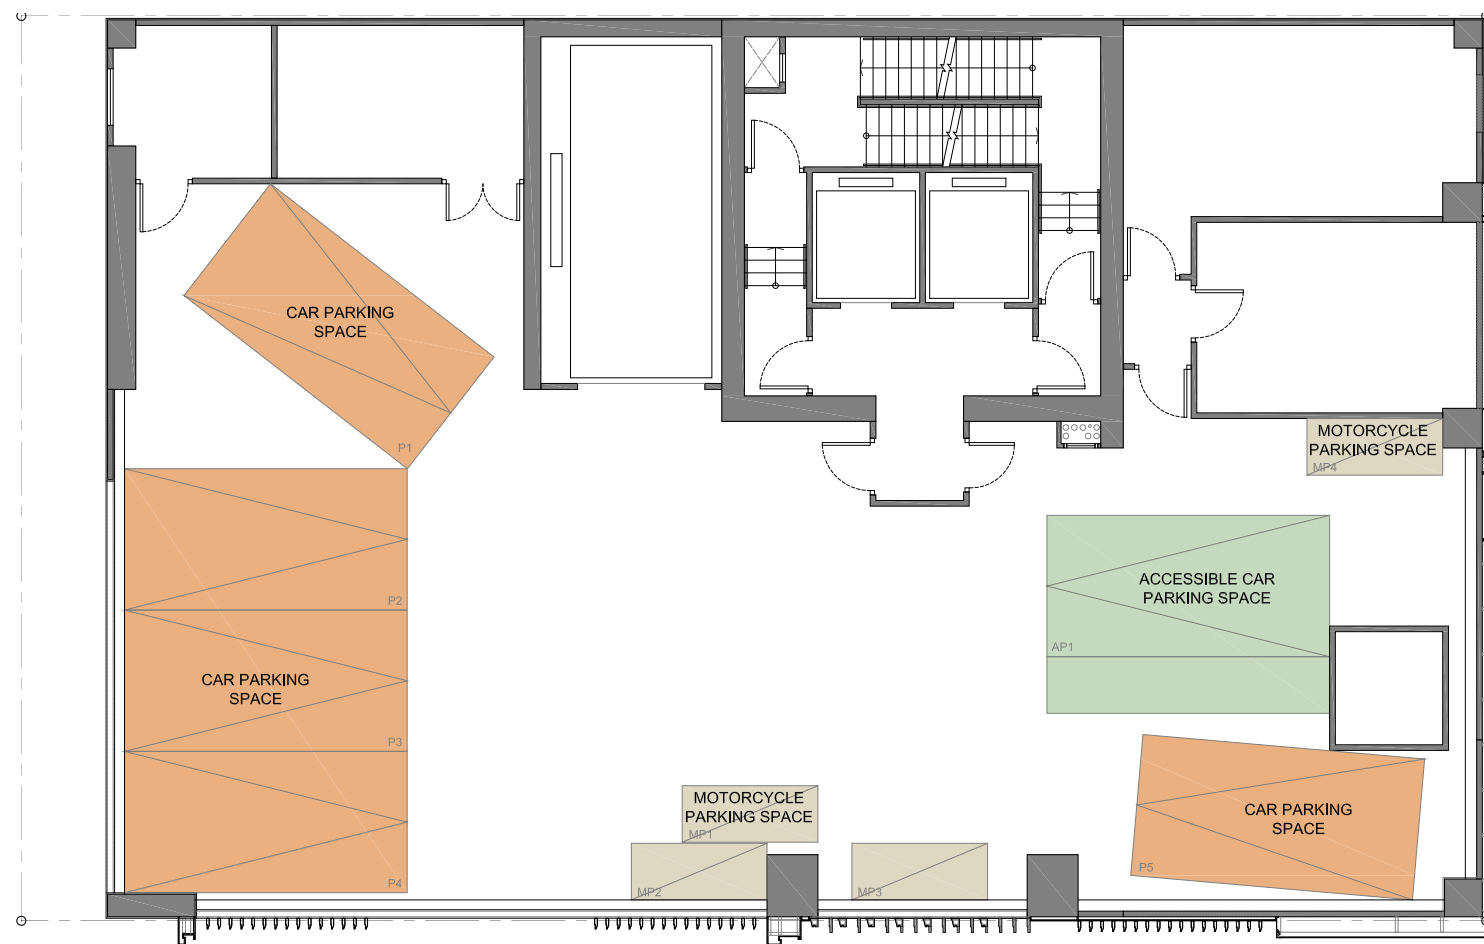 CAR PARKING
SPACE
P1
MOTORCYCLE
PARKING SPACE
MP4
ACCESSIBLE CAR
PARKING SPACE
AP1
P2
CAR PARKING
SPACE
P3
MOTORCYCLE
PARKING SPACE
MP1
CAR PARKING
SPACE
P5
P4
MP2
MP3